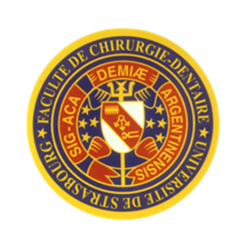 FACULTE DE CHIRURGIE-DENTAIRE
UNIVERSITE DE STRASBOURG
SIG-ACA
DEMIÆ
ARGENTINENSIS